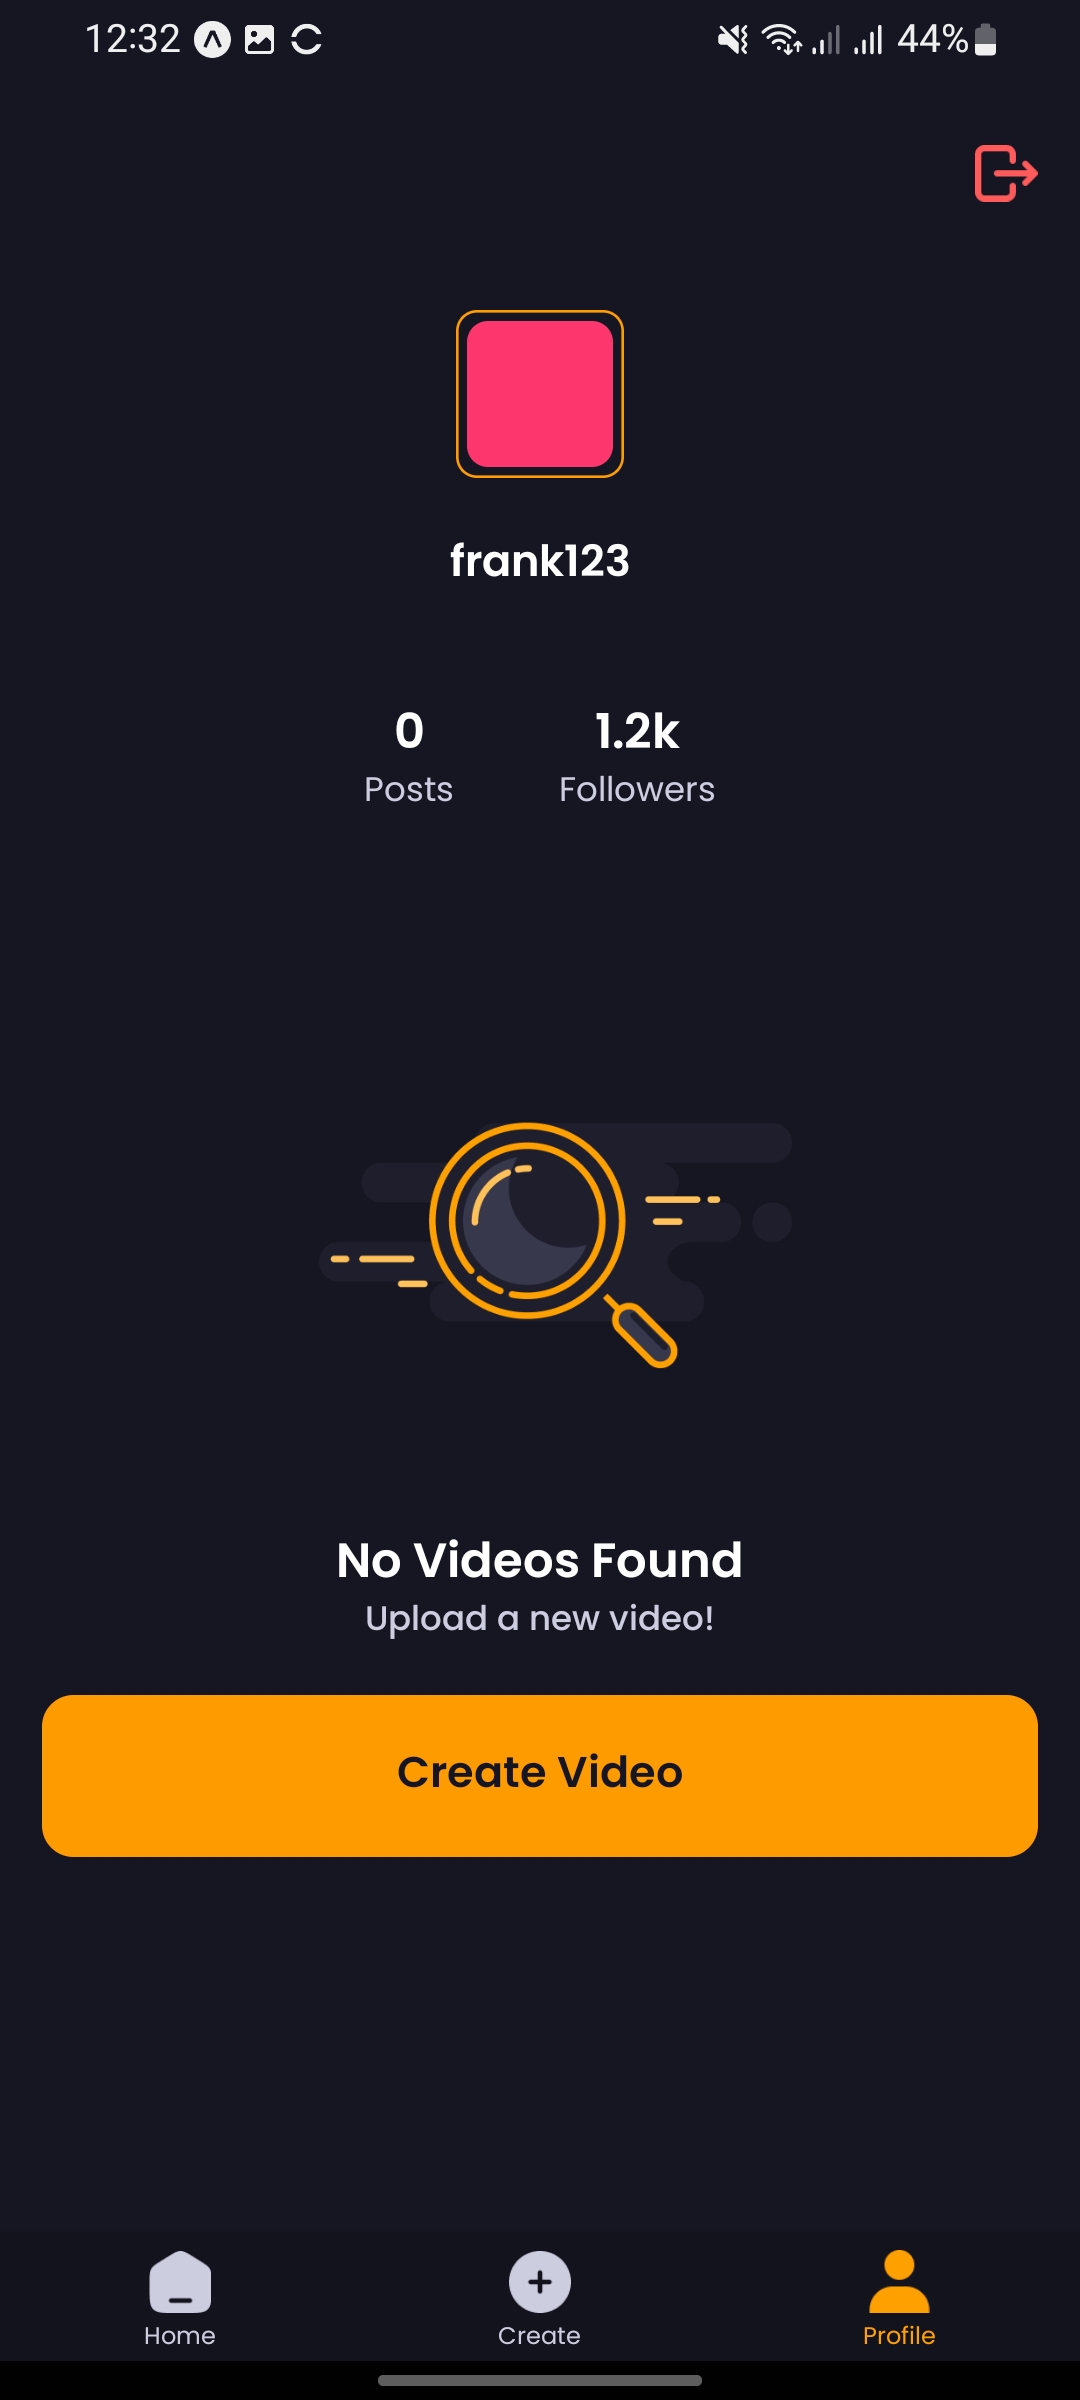 12:32 44%
frank123
0 1.2k
Posts Followers
No Videos Found
Upload a new video!
Create Video
Home Create Profile